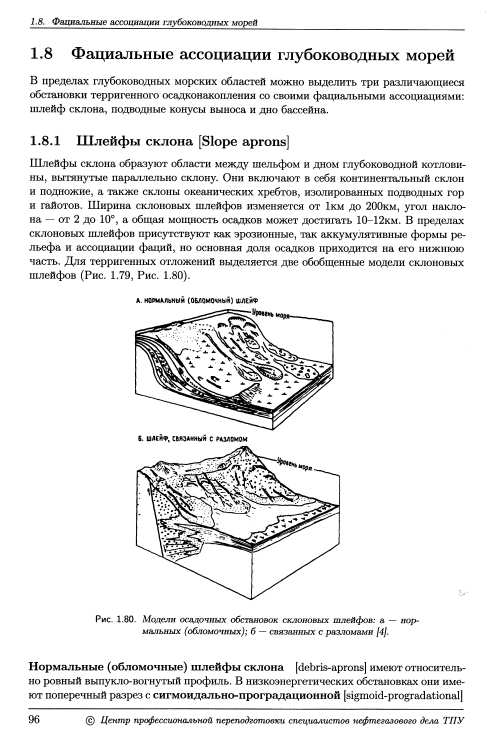 1.8. Фациальные ассоциации глубоководных морей
1.8 Фациальные ассоциации глубоководных морей
В пределах глубоководных морских областей можно выделить три различающиеся
обстановки терригенного осадконакопления со своими фациальными ассоциациями:
шлейф склона, подводные конусы выноса и дно бассейна.
1.8.1 Шлейфы склона [Slope aprons]
Шлейфы склона образуют области между шельфом и дном глубоководной котлови-
ны, вытянутые параллельно склону. Они включают в себя континентальный склон
и подножие, а также склоны океанических хребтов, изолированных подводных гор
и гайотов. Ширина склоновых шлейфов изменяется от 1км до 200км, угол накло-
на — от 2 до 10°, а общая мощность осадков может достигать 10–12км. В пределах
склоновых шлейфов присутствуют как эрозионные, так аккумулятивные формы ре-
льефа и ассоциации фаций, но основная доля осадков приходится на его нижнюю
часть. Для терригенных отложений выделяется две обобщенные модели склоновых
шлейфов (Рис. 1.79, Рис. 1.80).
А. НОРМАЛЬНЫЙ (ОБЛОМОЧНЫЙ) ШЛЕЙФ
Уровень моря
Б. ШЛЕЙФ, СВЯЗАННЫЙ С РАЗЛОМОМ
Уровень моря
Рис. 1.80. Модели осадочных обстановок склоновых шлейфов: а — нор-
мальных (обломочных); б — связанных с разломами [4].
Нормальные (обломочные) шлейфы склона [debris-aprons] имеют относитель-
но ровный выпукло-вогнутый профиль. В низкоэнергетических обстановках они име-
ют поперечный разрез с сигмоидально-проградационной [sigmoid-progradational]
96 © Центр профессиональной переподготовки специалистов нефтегазового дела ТПУ